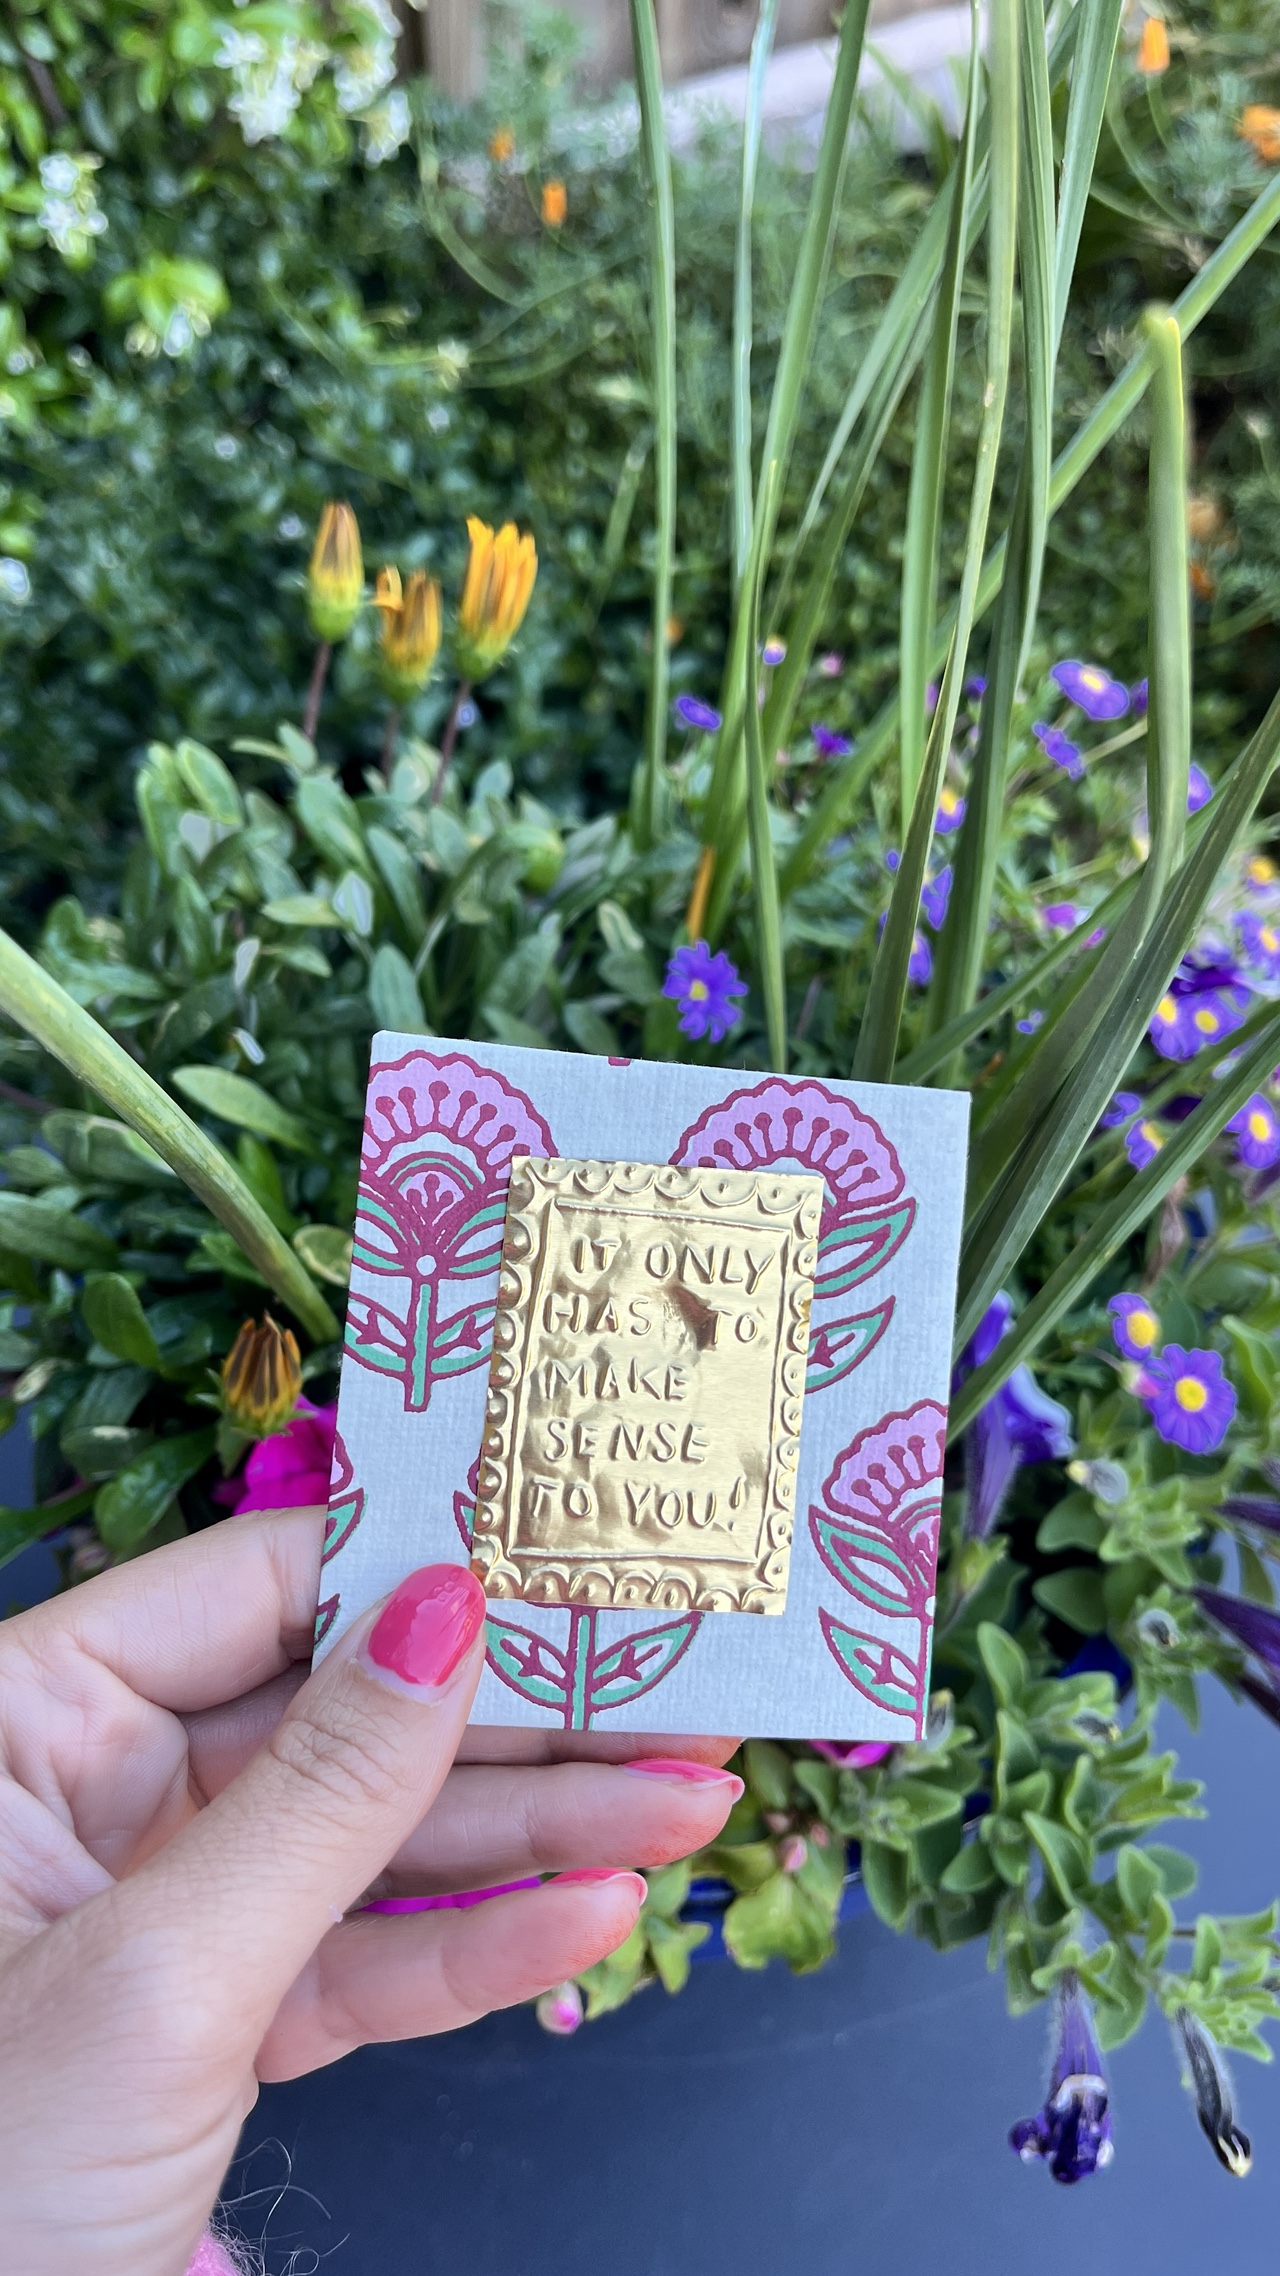 IT ONLY
HAS TO
MAKE
SENSE
TO YOU!